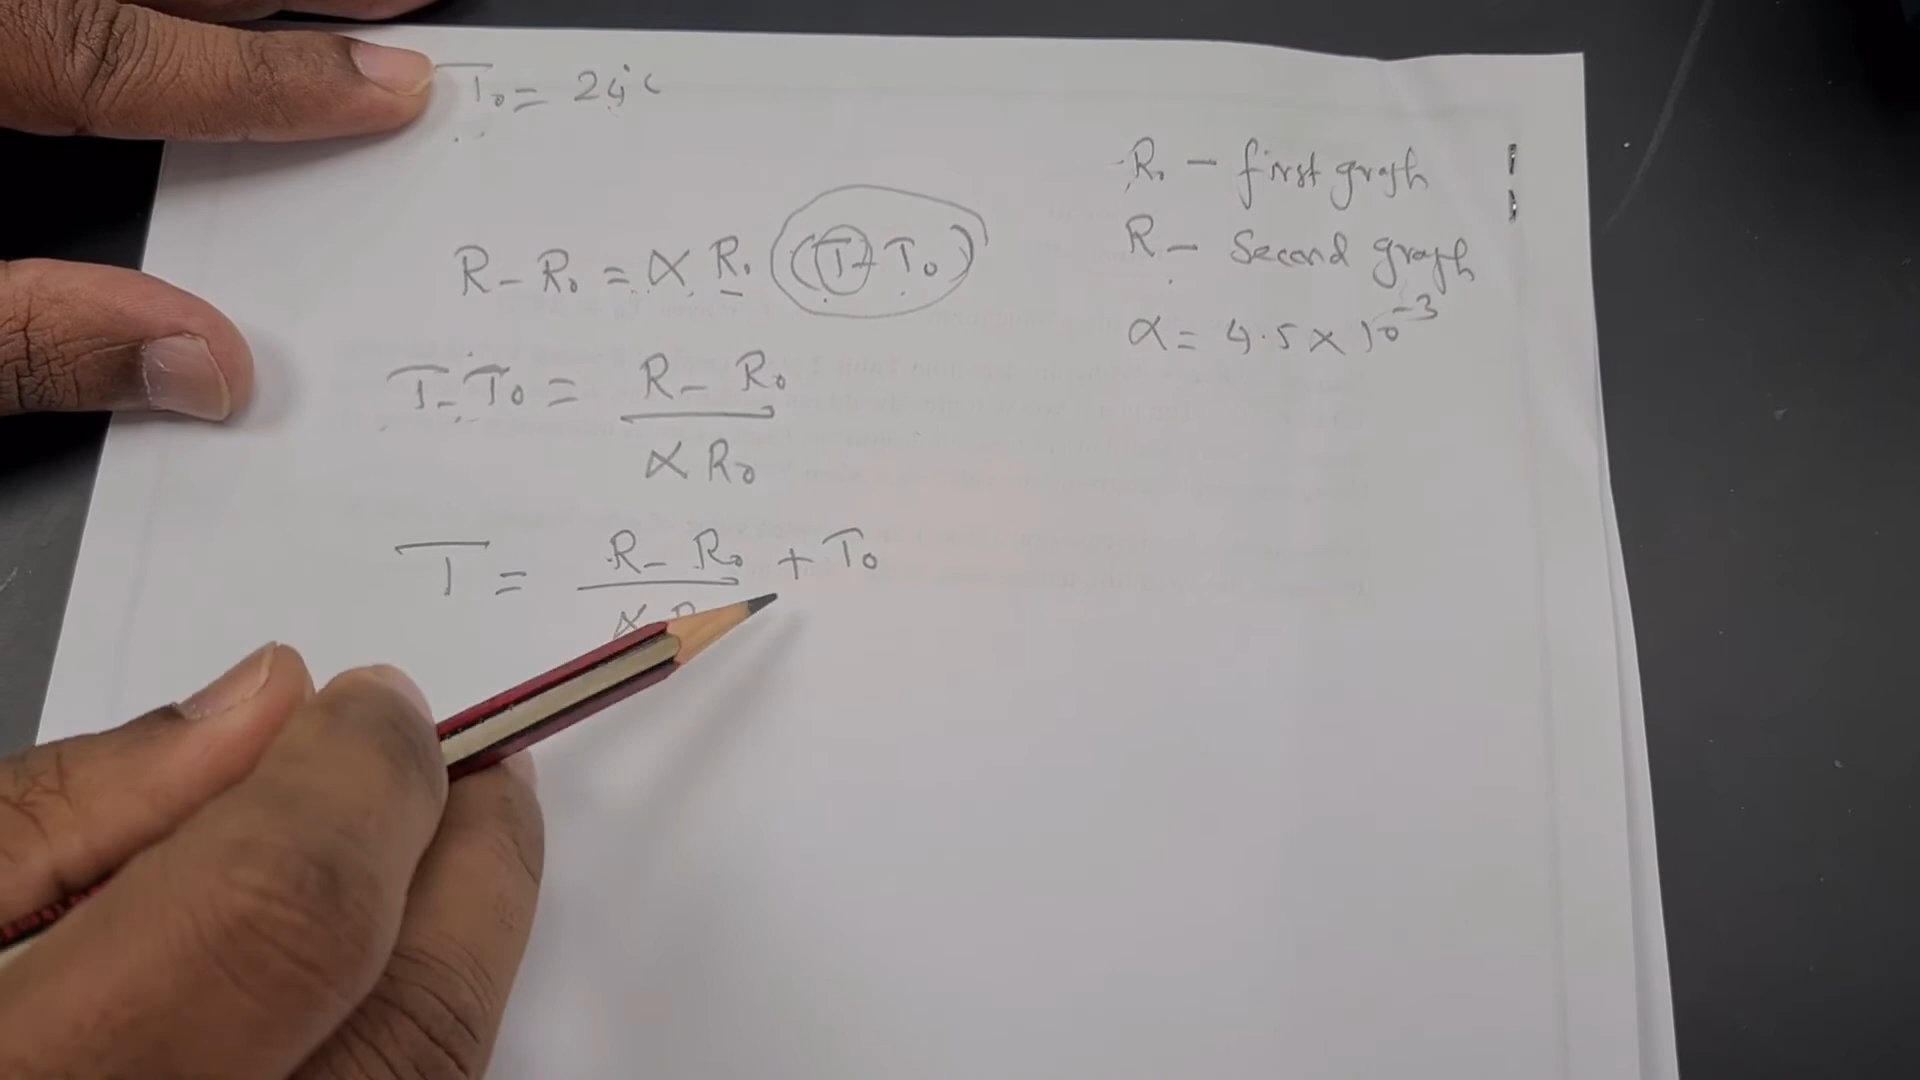 T₀ = 24°C
R₀ - first graph
R - Second graph
α = 4.5 × 10⁻³
R - R₀ = α R₀ (T - T₀)
T - T₀ = R - R₀
α R₀
T = R - R₀ + T₀
α R